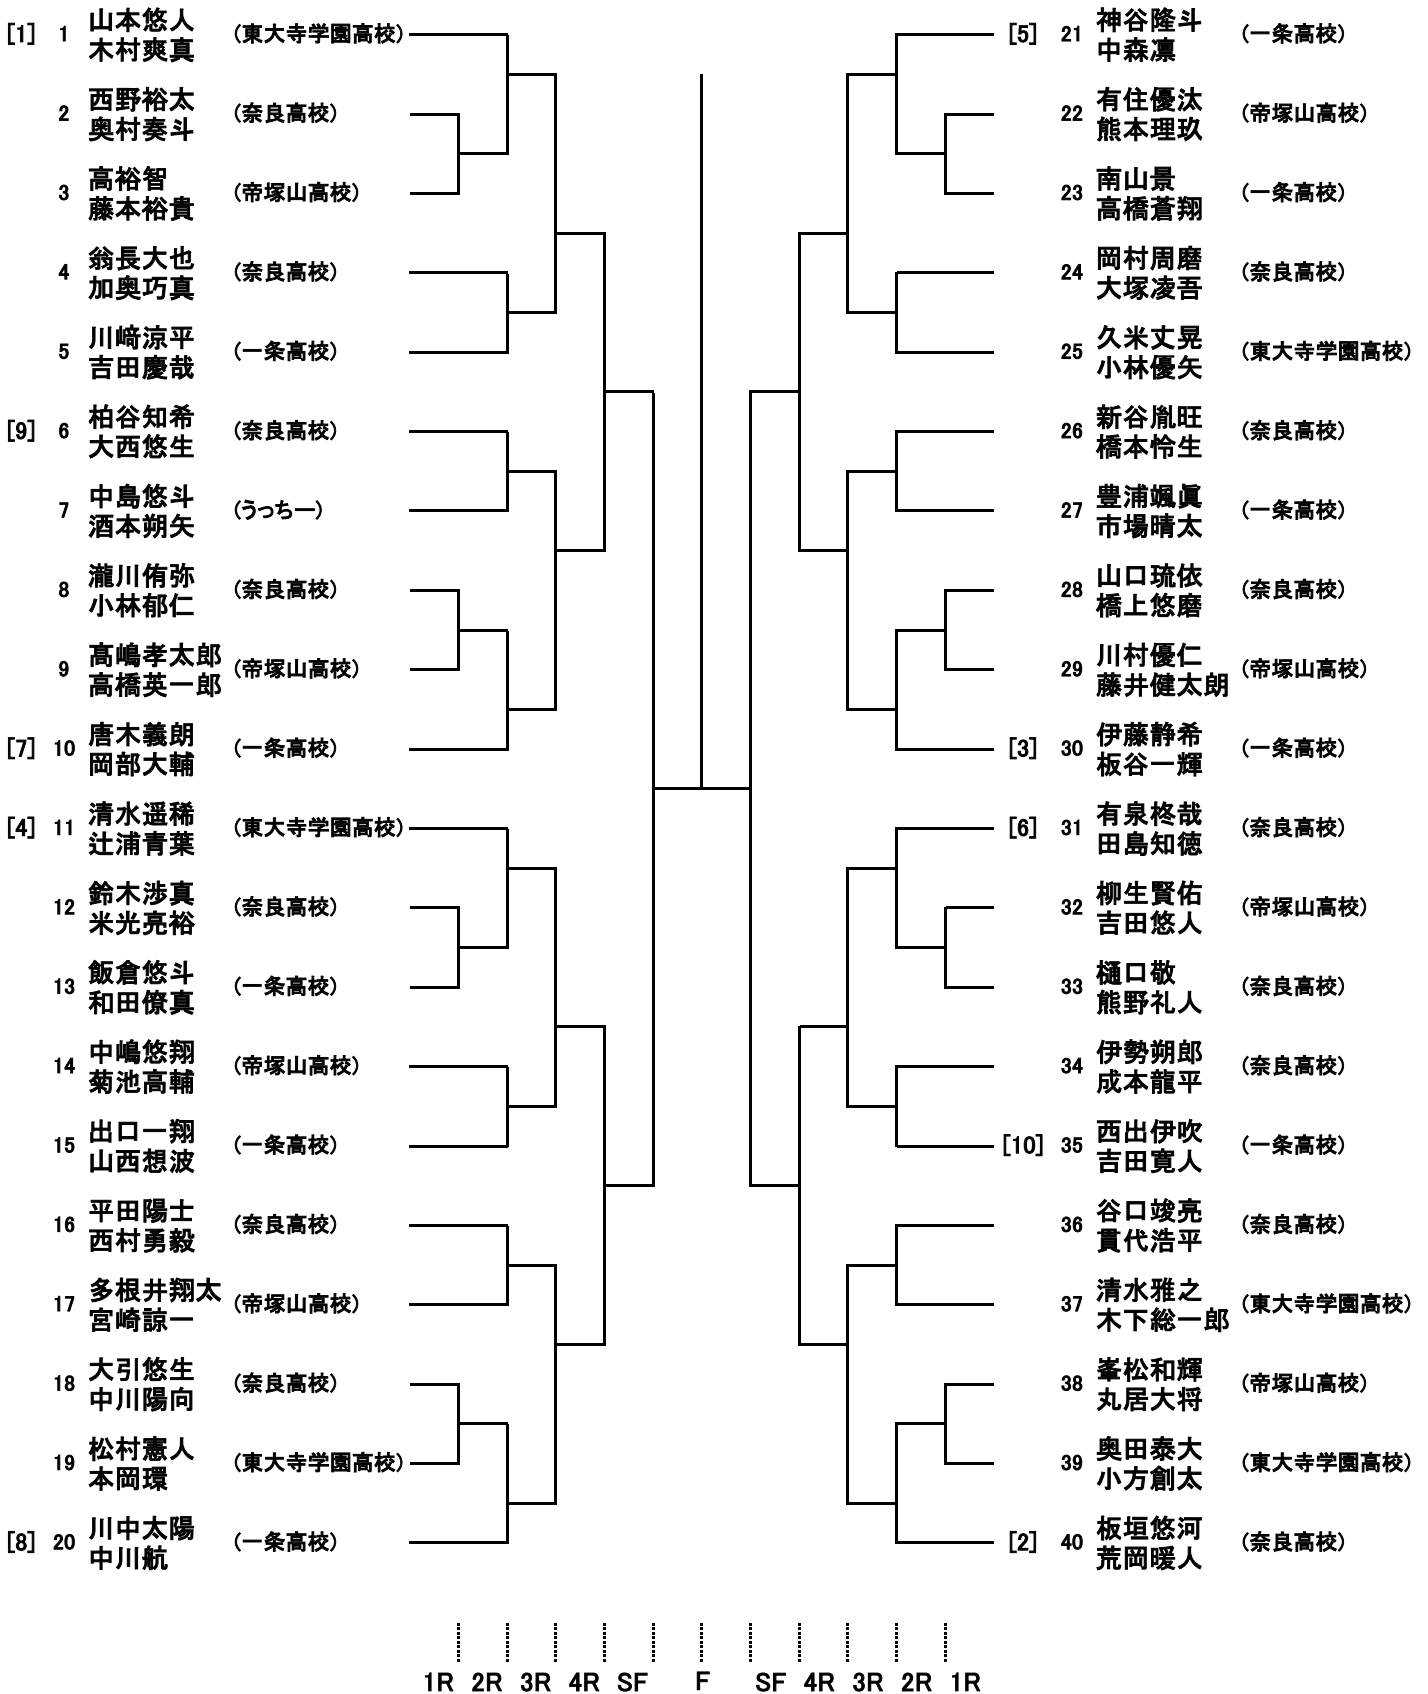 [1] 1 山本悠人 (東大寺学園高校)
木村爽真
2 西野裕太 (奈良高校)
奥村奏斗
3 高裕智 (帝塚山高校)
藤本裕貴
4 翁長大也 (奈良高校)
加奥巧真
5 川﨑涼平 (一条高校)
吉田慶哉
[9] 6 柏谷知希 (奈良高校)
大西悠生
7 中島悠斗 (うっちー)
酒本朔矢
8 瀧川侑弥 (奈良高校)
小林郁仁
9 髙嶋孝太郎 (帝塚山高校)
高橋英一郎
[7] 10 唐木義朗 (一条高校)
岡部大輔
[4] 11 清水遥稀 (東大寺学園高校)
辻浦青葉
12 鈴木渉真 (奈良高校)
米光亮裕
13 飯倉悠斗 (一条高校)
和田僚真
14 中嶋悠翔 (帝塚山高校)
菊池高輔
15 出口一翔 (一条高校)
山西想波
16 平田陽士 (奈良高校)
西村勇毅
17 多根井翔太 (帝塚山高校)
宮崎諒一
18 大引悠生 (奈良高校)
中川陽向
19 松村憲人 (東大寺学園高校)
本岡環
[8] 20 川中太陽 (一条高校)
中川航
[5] 21 神谷隆斗 (一条高校)
中森凛
22 有住優汰 (帝塚山高校)
熊本理玖
23 南山景 (一条高校)
高橋蒼翔
24 岡村周磨 (奈良高校)
大塚凌吾
25 久米丈晃 (東大寺学園高校)
小林優矢
26 新谷胤旺 (奈良高校)
橋本怜生
27 豊浦颯眞 (一条高校)
市場晴太
28 山口琉依 (奈良高校)
橋上悠磨
29 川村優仁 (帝塚山高校)
藤井健太朗
[3] 30 伊藤静希 (一条高校)
板谷一輝
[6] 31 有泉柊哉 (奈良高校)
田島知徳
32 柳生賢佑 (帝塚山高校)
吉田悠人
33 樋口敬 (奈良高校)
熊野礼人
34 伊勢朔郎 (奈良高校)
成本龍平
[10] 35 西出伊吹 (一条高校)
吉田寛人
36 谷口竣亮 (奈良高校)
貫代浩平
37 清水雅之 (東大寺学園高校)
木下総一郎
38 峯松和輝 (帝塚山高校)
丸居大将
39 奥田泰大 (東大寺学園高校)
小方創太
[2] 40 板垣悠河 (奈良高校)
荒岡暖人
1R 2R 3R 4R SF F SF 4R 3R 2R 1R